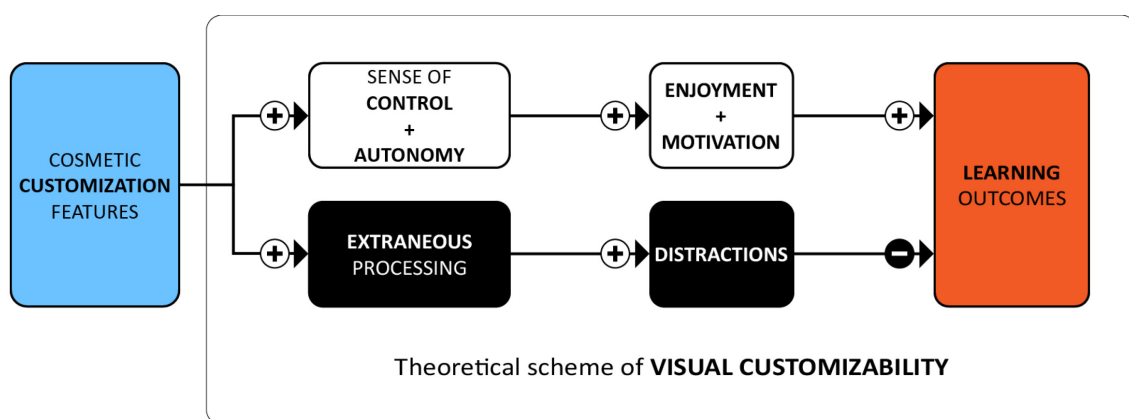 COSMETIC
CUSTOMIZATION
FEATURES
+
SENSE OF
CONTROL
+
AUTONOMY
+
ENJOYMENT
+
MOTIVATION
+
+
EXTRANEOUS
PROCESSING
+
DISTRACTIONS
−
LEARNING
OUTCOMES
Theoretical scheme of VISUAL CUSTOMIZABILITY